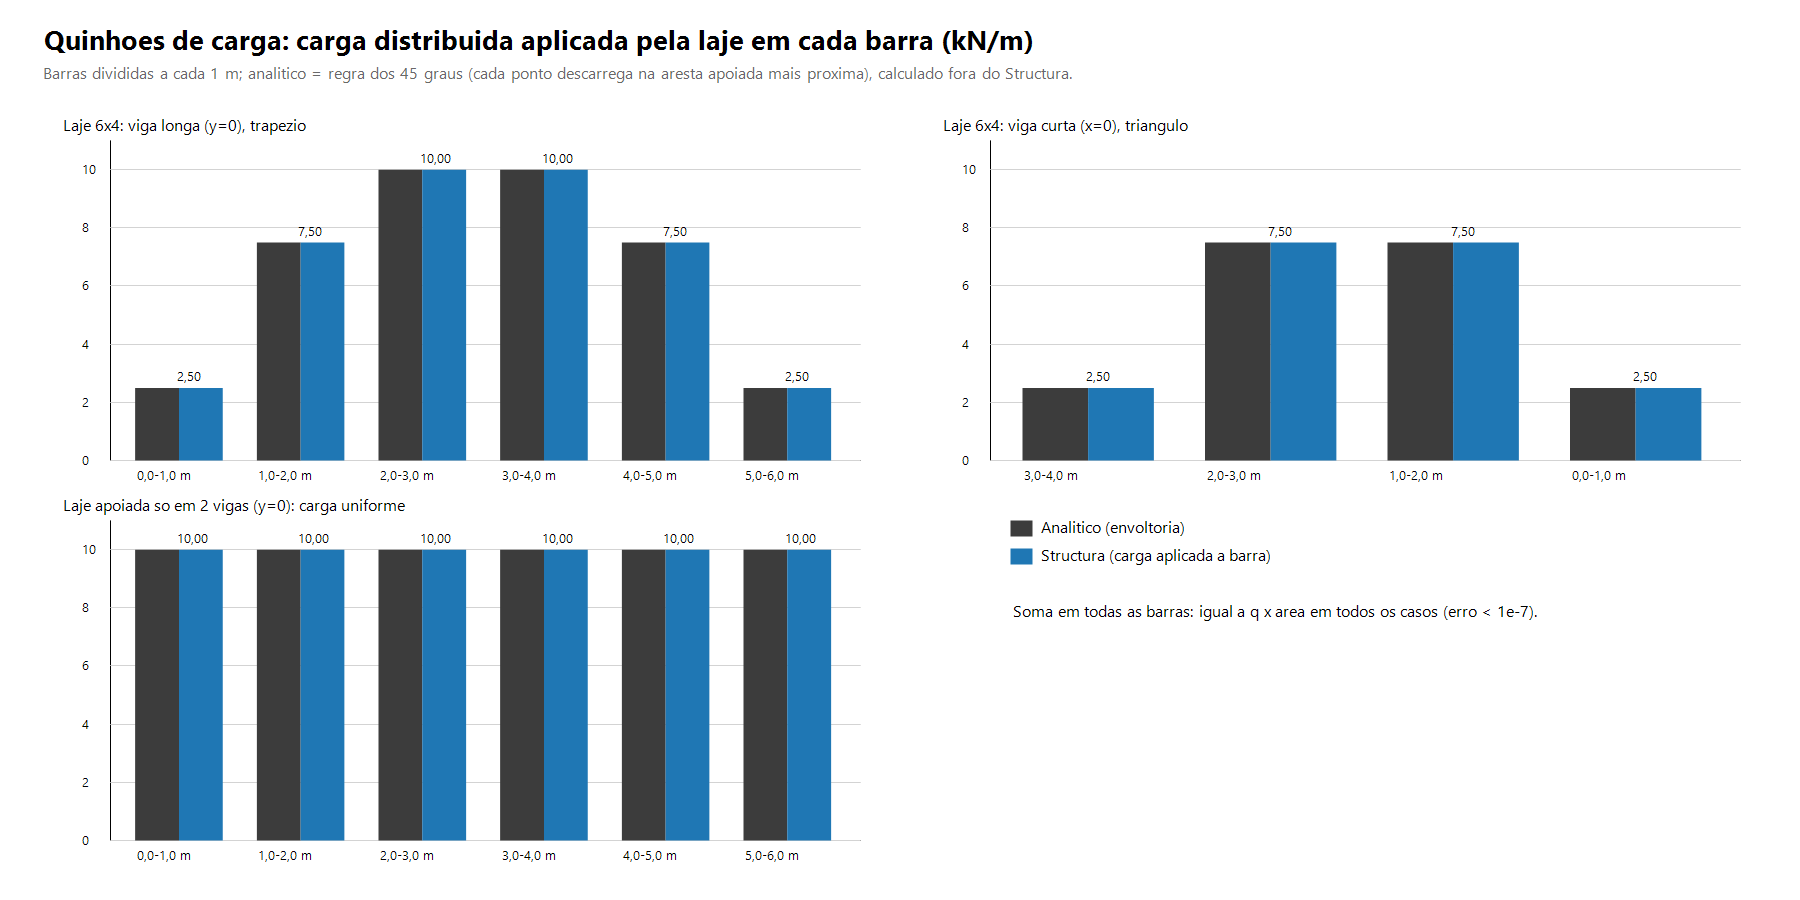 Quinhoes de carga: carga distribuida aplicada pela laje em cada barra (kN/m)
Barras divididas a cada 1 m; analitico = regra dos 45 graus (cada ponto descarrega na aresta apoiada mais proxima), calculado fora do Structura.
Laje 6x4: viga longa (y=0), trapezio
10
8
6
4
2
0
2,50
7,50
10,00
10,00
7,50
2,50
0,0-1,0 m
1,0-2,0 m
2,0-3,0 m
3,0-4,0 m
4,0-5,0 m
5,0-6,0 m
Laje 6x4: viga curta (x=0), triangulo
10
8
6
4
2
0
2,50
7,50
7,50
2,50
3,0-4,0 m
2,0-3,0 m
1,0-2,0 m
0,0-1,0 m
Laje apoiada so em 2 vigas (y=0): carga uniforme
10
8
6
4
2
0
10,00
10,00
10,00
10,00
10,00
10,00
0,0-1,0 m
1,0-2,0 m
2,0-3,0 m
3,0-4,0 m
4,0-5,0 m
5,0-6,0 m
Analitico (envoltoria)
Structura (carga aplicada a barra)
Soma em todas as barras: igual a q x area em todos os casos (erro < 1e-7).